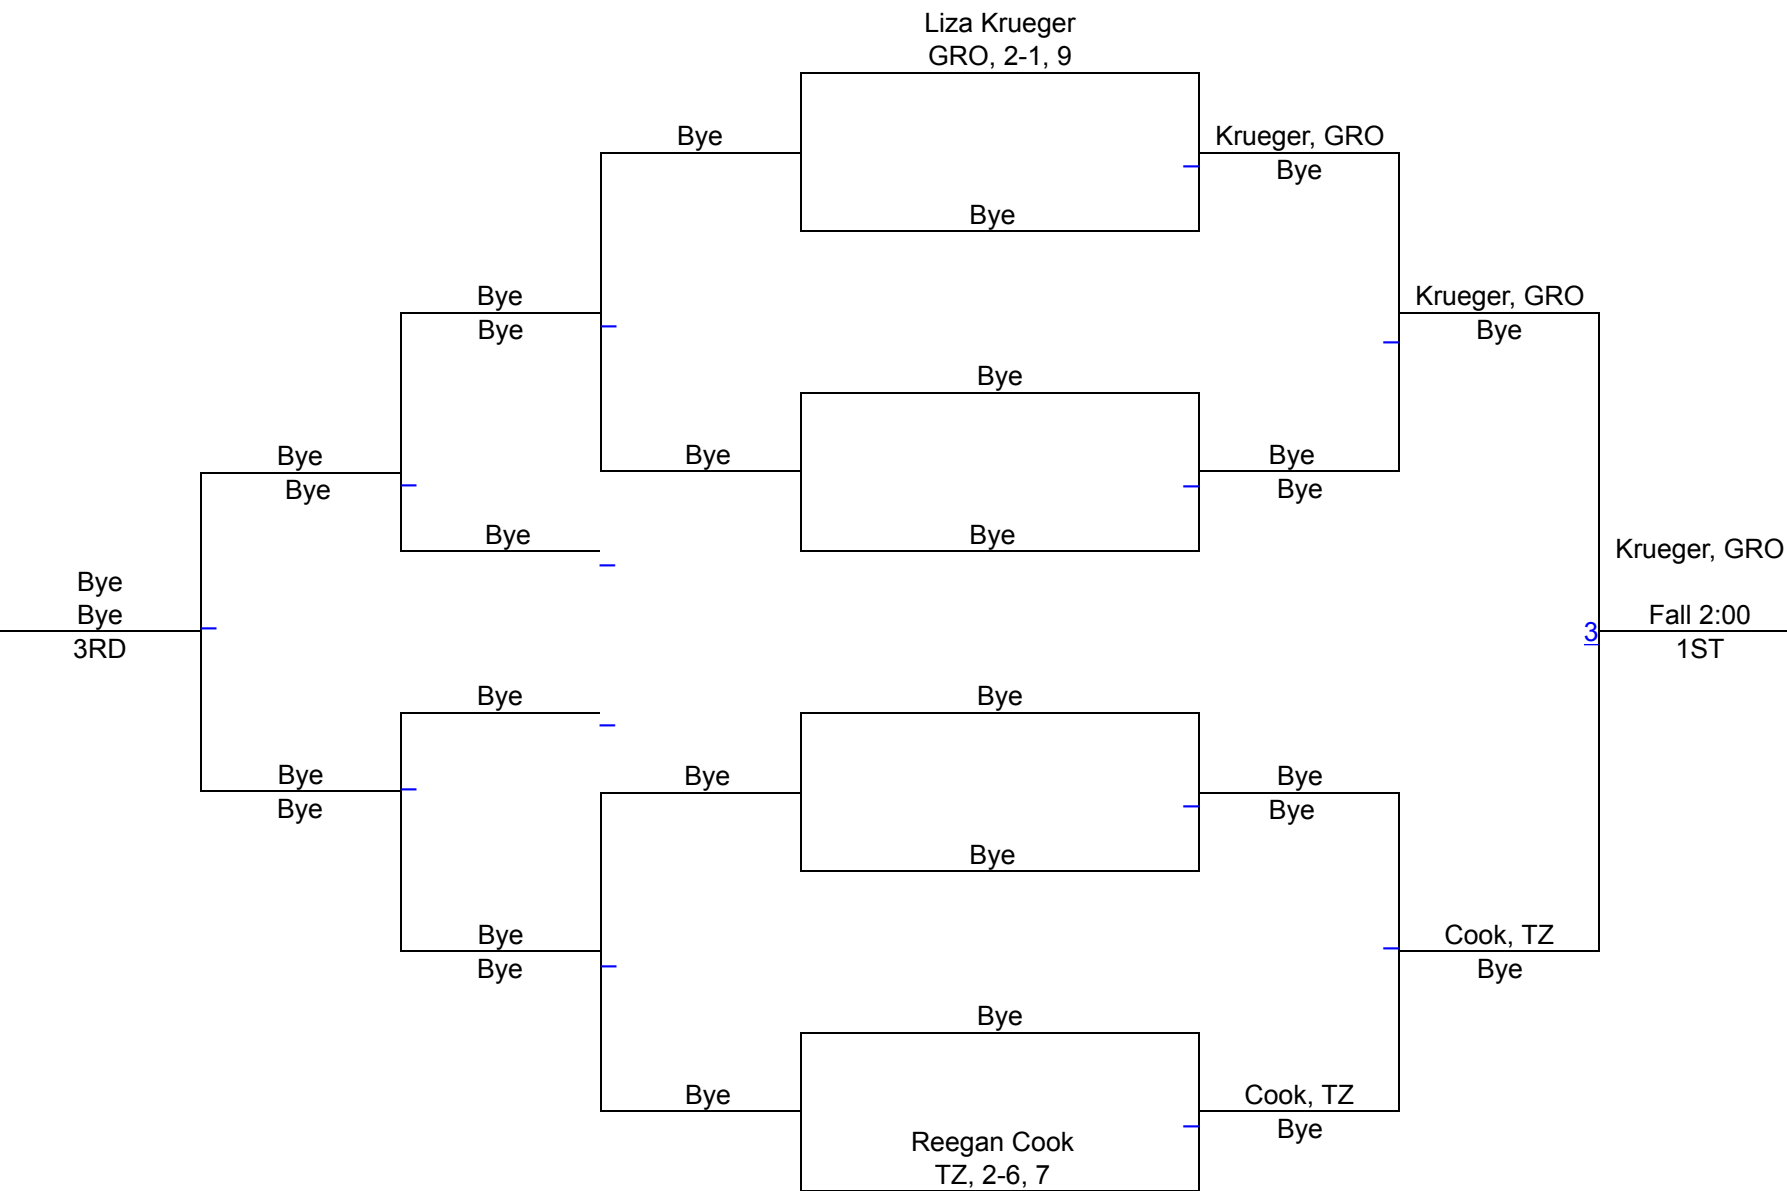 Liza Krueger
GRO, 2-1, 9
Bye
Krueger, GRO
Bye
Bye
Bye
Krueger, GRO
Bye
Bye
Bye
Bye
Bye
Bye
Bye
Bye
Bye
Bye
Krueger, GRO
Bye
Bye
3RD
3
Fall 2:00
1ST
Bye
Bye
Bye
Bye
Bye
Bye
Bye
Bye
Bye
Bye
Cook, TZ
Bye
Bye
Bye
Cook, TZ
Bye
Reegan Cook
TZ, 2-6, 7